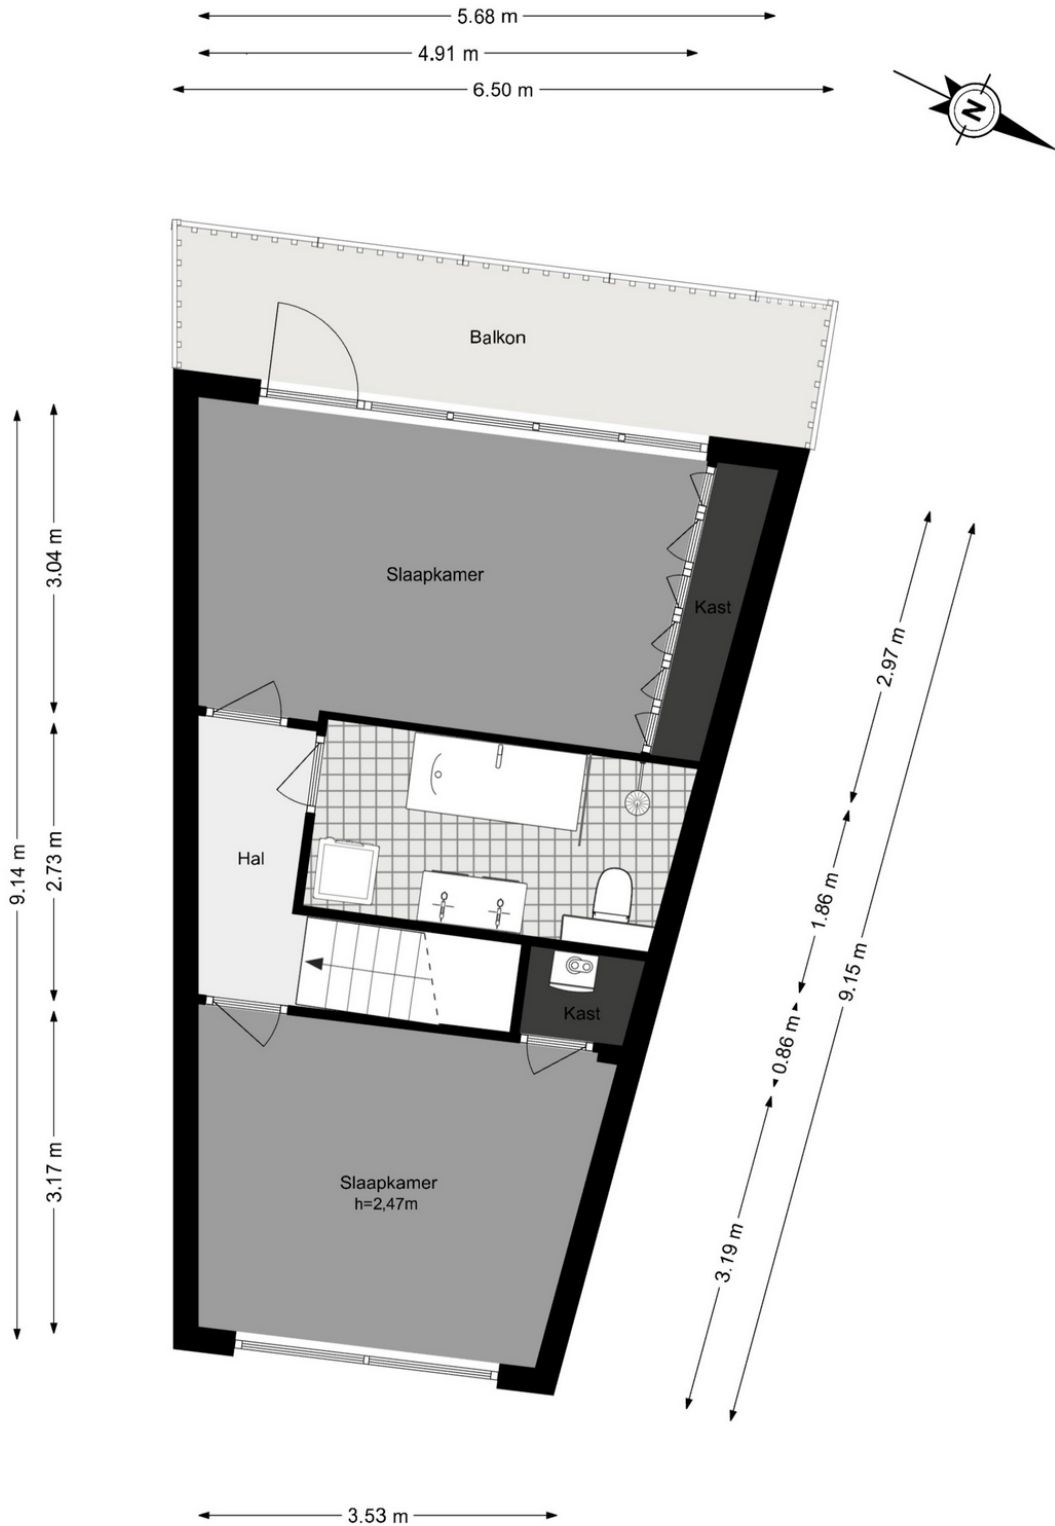 5.68 m
4.91 m
6.50 m
N
Balkon
3.04 m
Slaapkamer
Kast
2.97 m
9.14 m
2.73 m
Hal
1.86 m
9.15 m
Kast
0.86 m
3.17 m
Slaapkamer
h=2,47m
3.19 m
3.53 m